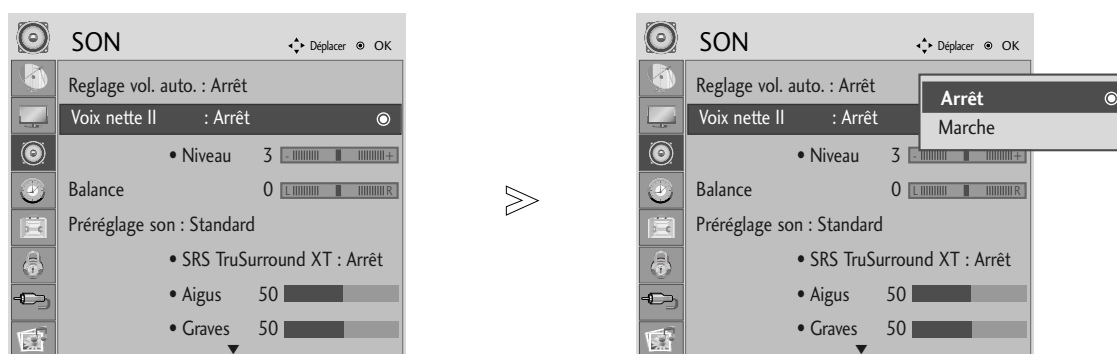 SON Déplacer OK
Reglage vol. auto. : Arrêt
Voix nette II : Arrêt
• Niveau 3 - +
Balance 0 L R
Préréglage son : Standard
• SRS TruSurround XT : Arrêt
• Aigus 50
• Graves 50
SON Déplacer OK
Reglage vol. auto. : Arrêt
Voix nette II : Arrêt
Arrêt
Marche
• Niveau 3 - +
Balance 0 L R
Préréglage son : Standard
• SRS TruSurround XT : Arrêt
• Aigus 50
• Graves 50